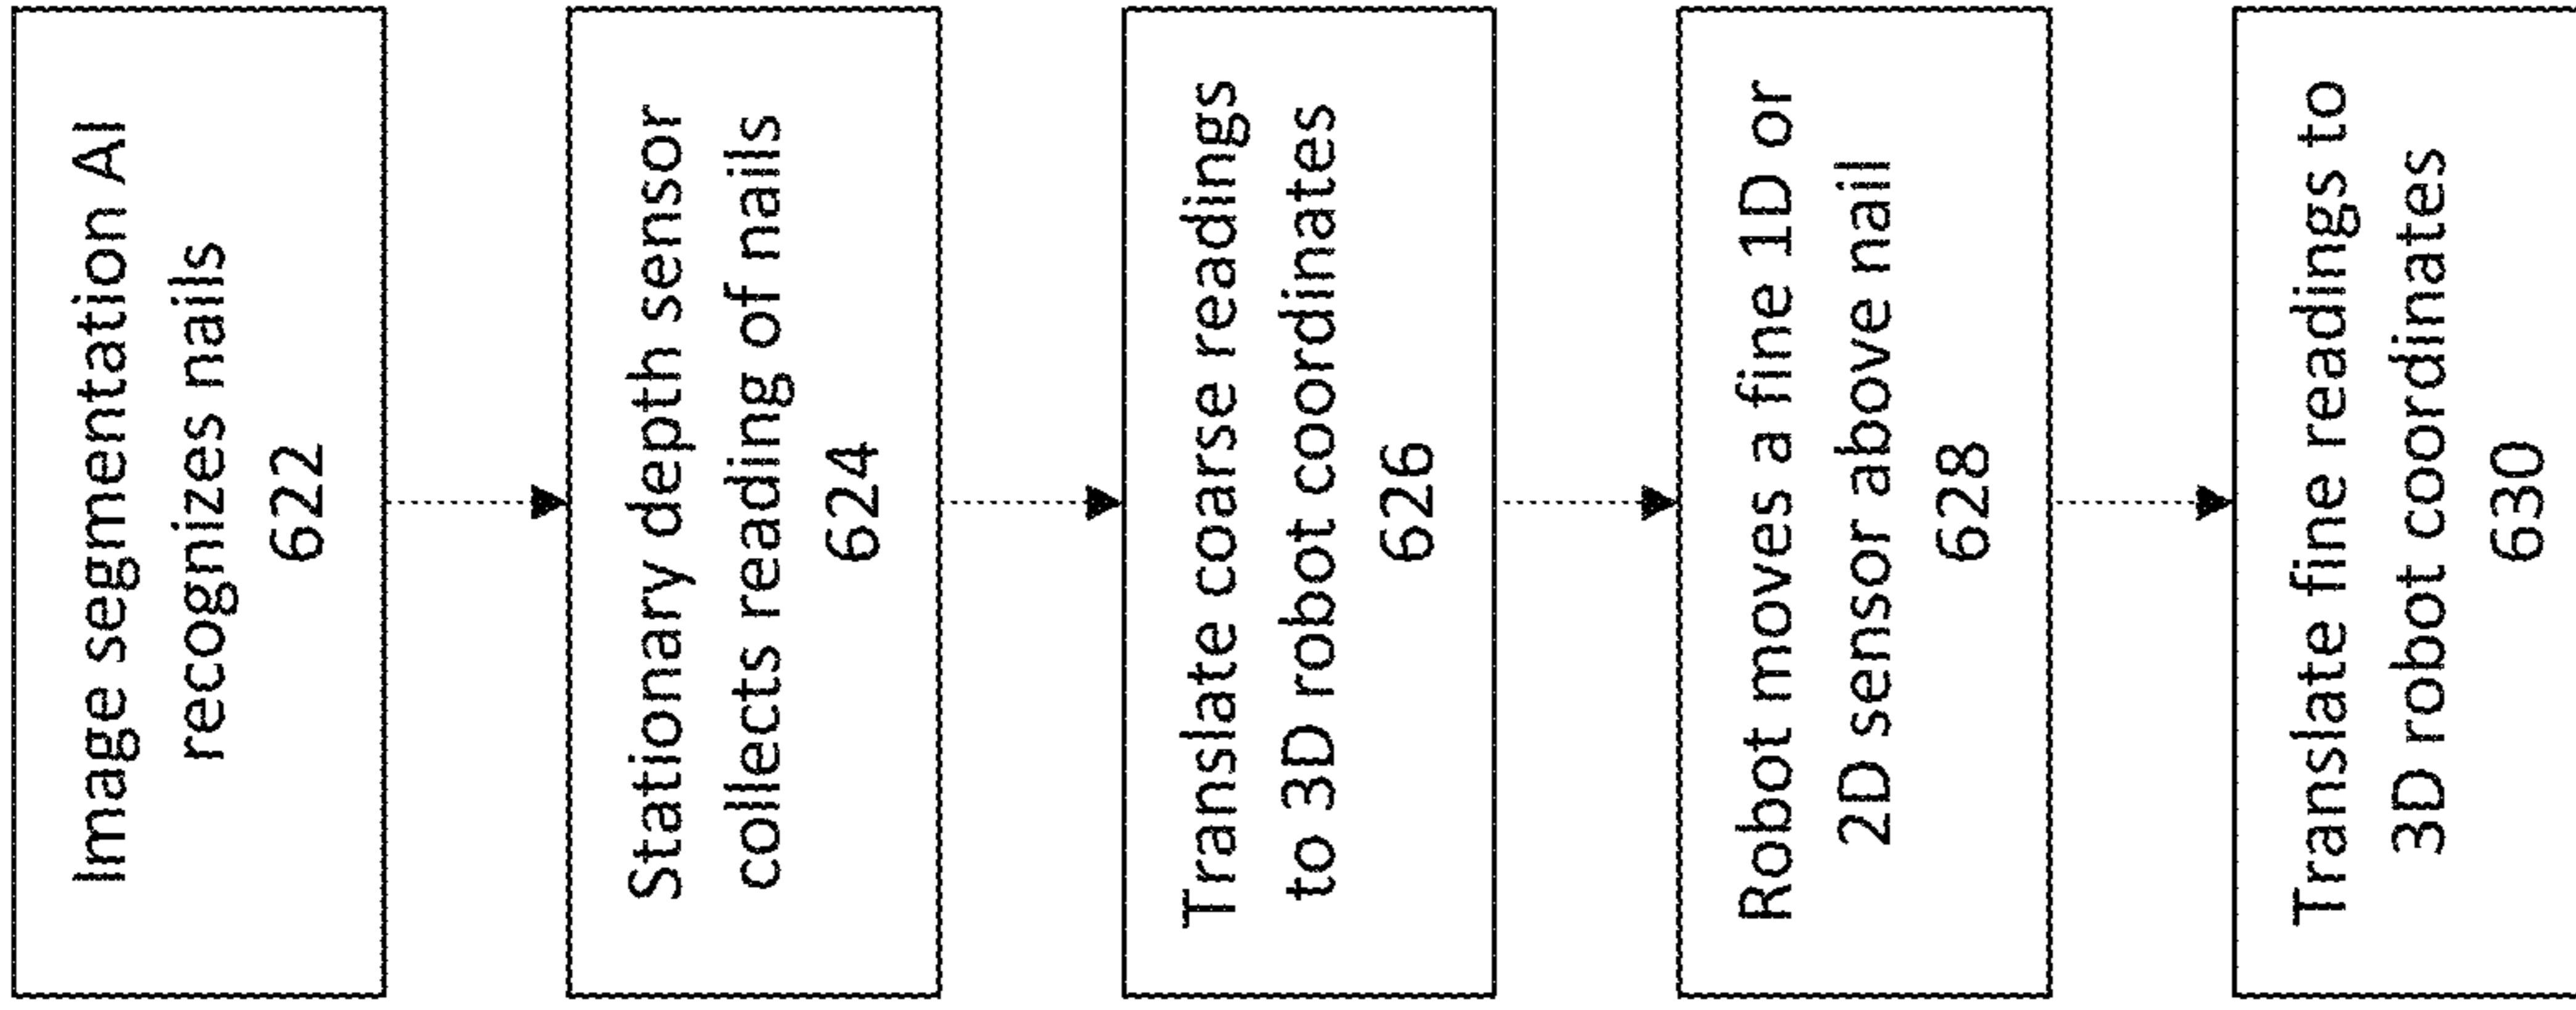 Image segmentation AI
recognizes nails
622
Stationary depth sensor
collects reading of nails
624
Translate coarse readings
to 3D robot coordinates
626
Robot moves a fine 1D or
2D sensor above nail
628
Translate fine readings to
3D robot coordinates
630